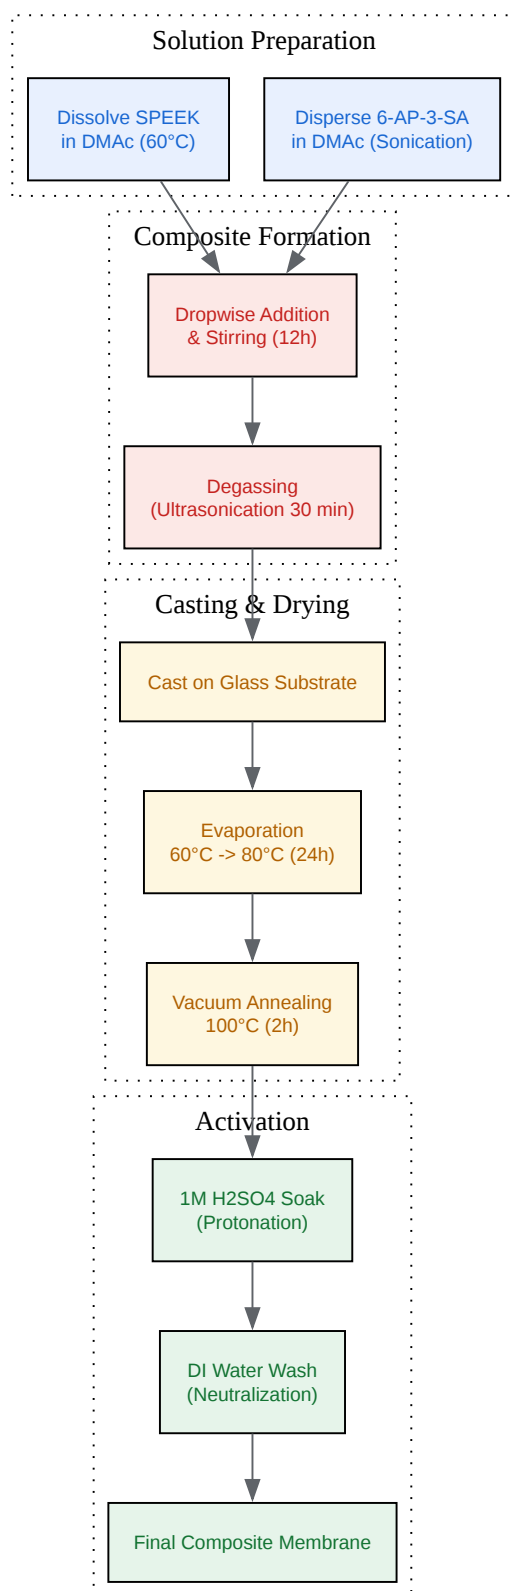 Solution Preparation
Dissolve SPEEK
in DMAc (60°C)
Disperse 6-AP-3-SA
in DMAc (Sonication)
Composite Formation
Dropwise Addition
& Stirring (12h)
Degassing
(Ultrasonication 30 min)
Casting & Drying
Cast on Glass Substrate
Evaporation
60°C -> 80°C (24h)
Vacuum Annealing
100°C (2h)
Activation
1M H2SO4 Soak
(Protonation)
DI Water Wash
(Neutralization)
Final Composite Membrane